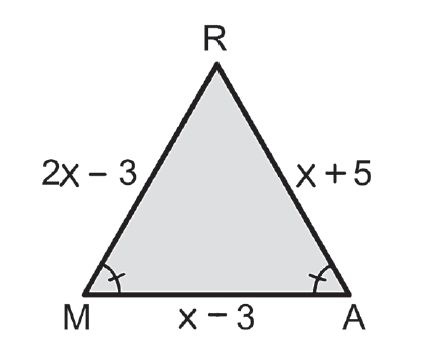 R
2x – 3
x + 5
M
x – 3
A